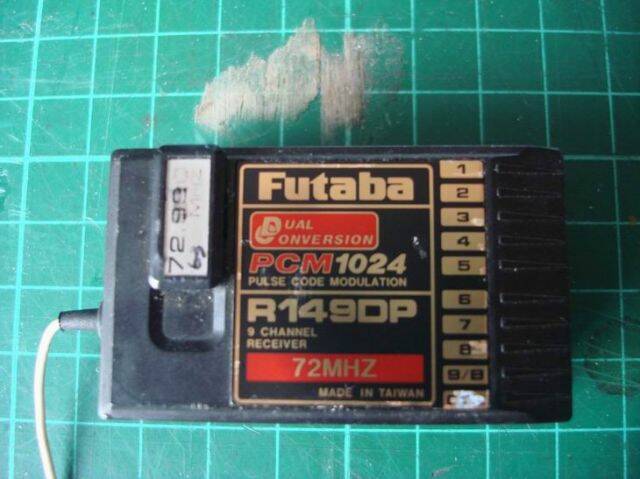 Futaba
DUAL
CONVERSION
PCM1024
PULSE CODE MODULATION
R149DP
9 CHANNEL
RECEIVER
72MHZ
MADE IN TAIWAN
72.99
1
2
3
4
5
6
7
8
9/B